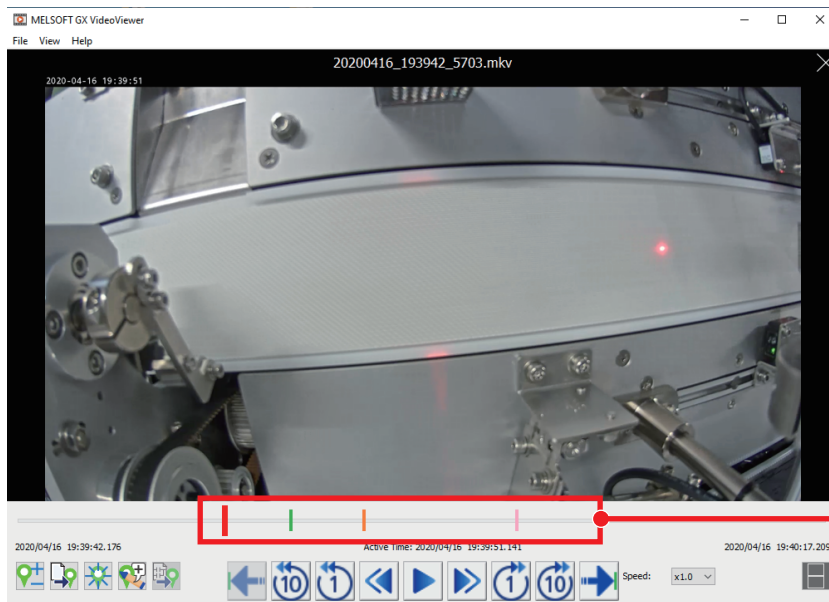 MELSOFT GX VideoViewer
File View Help
20200416_193942_5703.mkv
2020-04-16 19:39:51
2020/04/16 19:39:42.176
Active Time: 2020/04/16 19:39:51.141
2020/04/16 19:40:17.209
10 1 1 10
Speed: x1.0